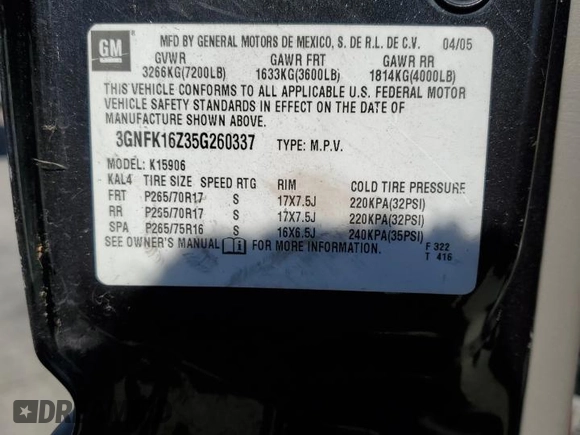 GM
MFD BY GENERAL MOTORS DE MEXICO, S. DE R.L. DE C.V. 04/05
GVWR GAWR FRT GAWR RR
3266KG(7200LB) 1633KG(3600LB) 1814KG(4000LB)
THIS VEHICLE CONFORMS TO ALL APPLICABLE U.S. FEDERAL MOTOR
VEHICLE SAFETY STANDARDS IN EFFECT ON THE DATE OF
MANUFACTURE SHOWN ABOVE.
3GNFK16Z35G260337 TYPE: M.P.V.
MODEL: K15906
KAL4 TIRE SIZE SPEED RTG RIM COLD TIRE PRESSURE
FRT P265/70R17 S 17X7.5J 220KPA(32PSI)
RR P265/70R17 S 17X7.5J 220KPA(32PSI)
SPA P265/75R16 S 16X6.5J 240KPA(35PSI)
SEE OWNER'S MANUAL FOR MORE INFORMATION. F 322
T 416